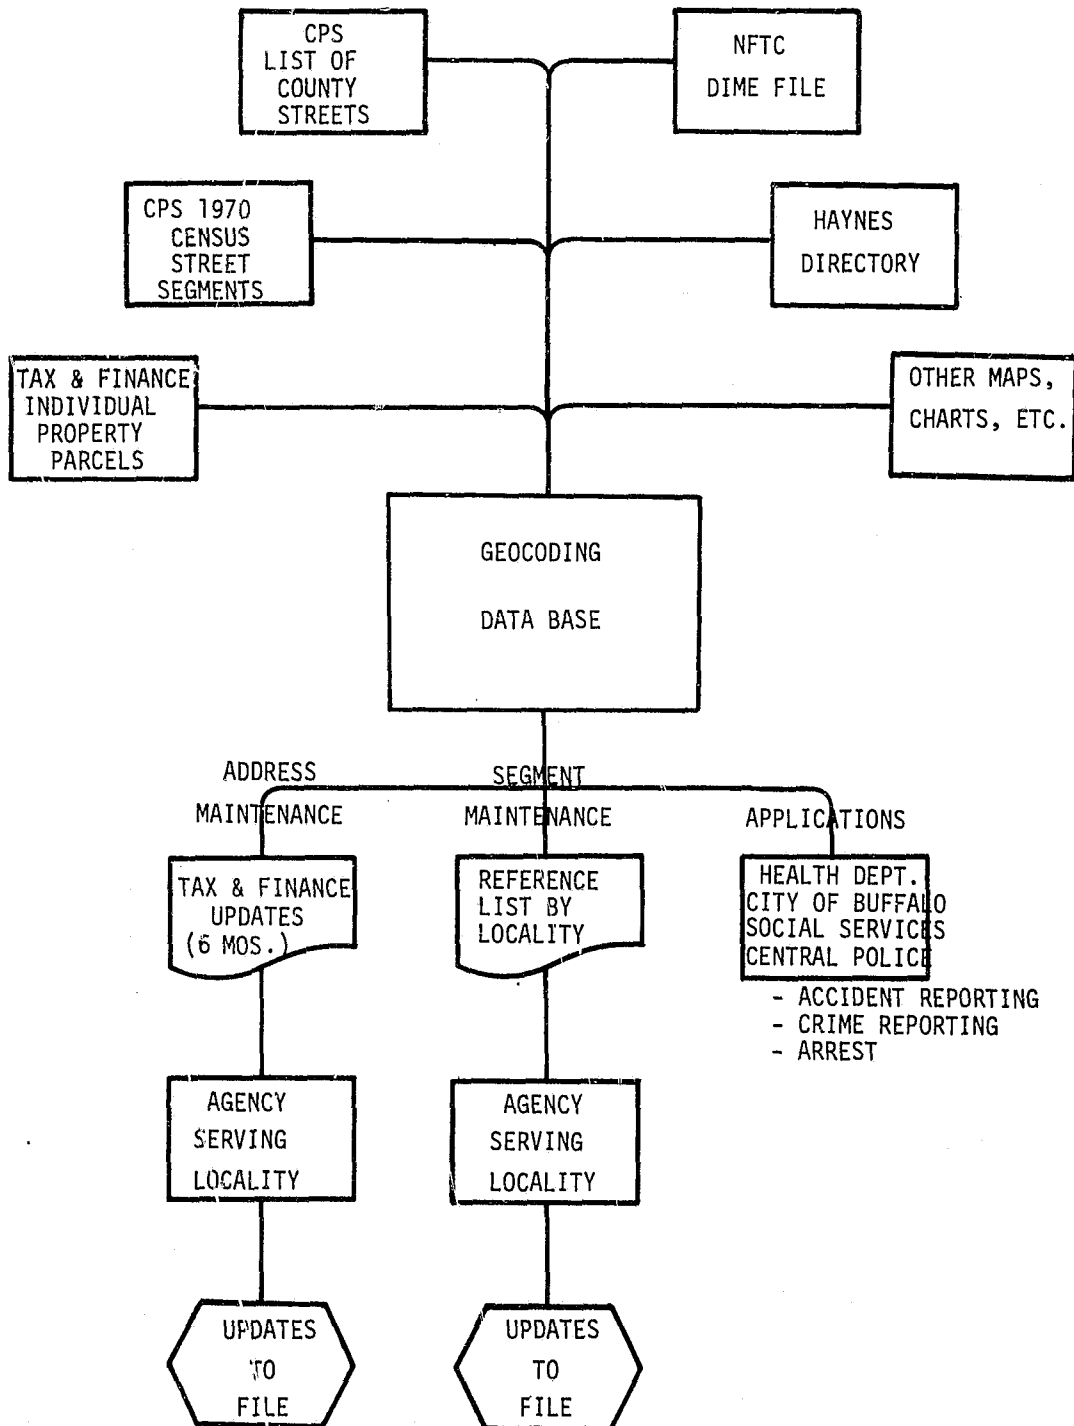 CPS
LIST OF
COUNTY
STREETS
NFTC
DIME FILE
CPS 1970
CENSUS
STREET
SEGMENTS
HAYNES
DIRECTORY
TAX & FINANCE
INDIVIDUAL
PROPERTY
PARCELS
OTHER MAPS,
CHARTS, ETC.
GEOCODING
DATA BASE
ADDRESS
MAINTENANCE
SEGMENT
MAINTENANCE
APPLICATIONS
TAX & FINANCE
UPDATES
(6 MOS.)
REFERENCE
LIST BY
LOCALITY
HEALTH DEPT.
CITY OF BUFFALO
SOCIAL SERVICES
CENTRAL POLICE
- ACCIDENT REPORTING
- CRIME REPORTING
- ARREST
AGENCY
SERVING
LOCALITY
AGENCY
SERVING
LOCALITY
UPDATES
TO
FILE
UPDATES
TO
FILE